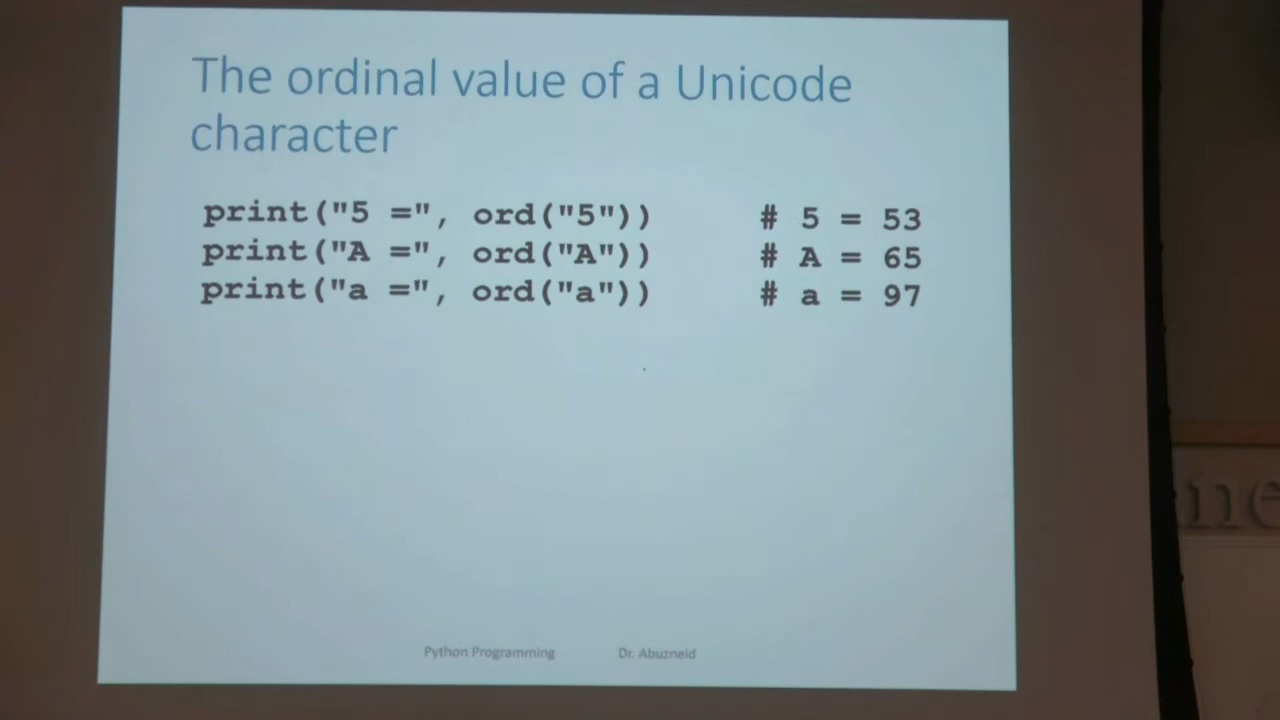 The ordinal value of a Unicode
character
print("5 =", ord("5"))    # 5 = 53
print("A =", ord("A"))    # A = 65
print("a =", ord("a"))    # a = 97
Python Programming    Dr. Abuzneid
ne